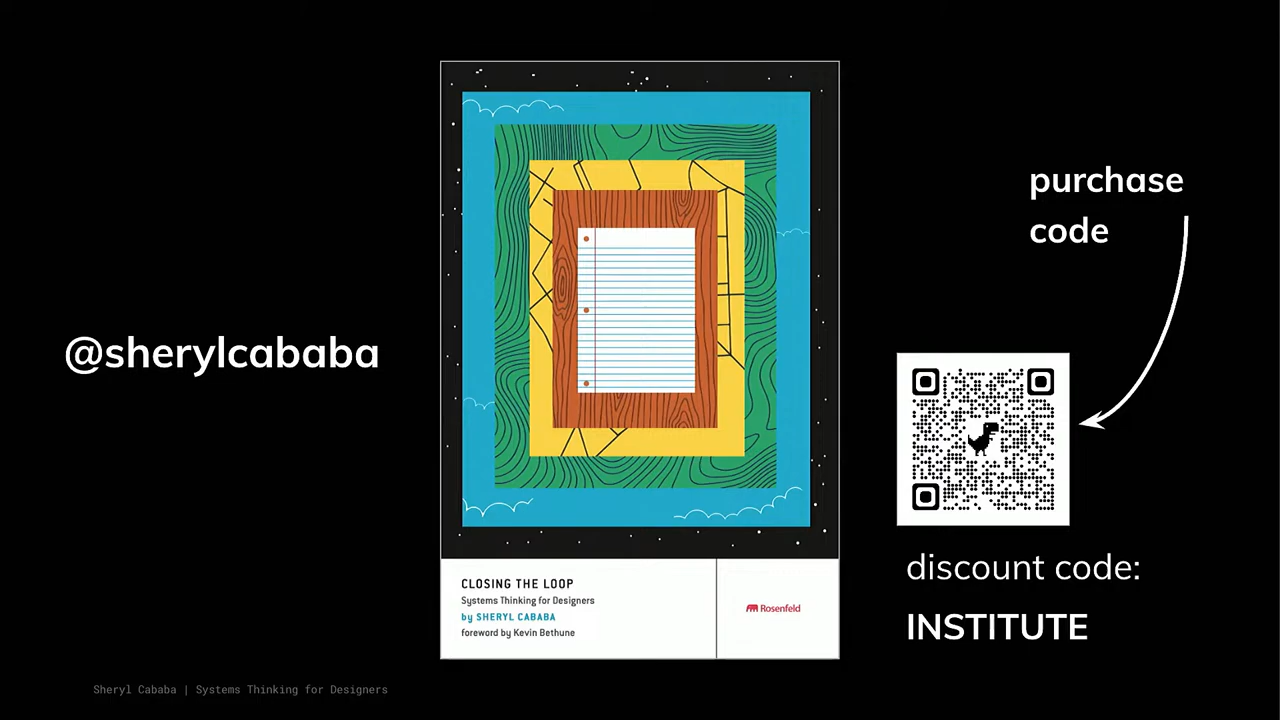 @sherylcababa
CLOSING THE LOOP
Systems Thinking for Designers
by SHERYL CABABA
foreword by Kevin Bethune
Rosenfeld
purchase
code
discount code:
INSTITUTE
Sheryl Cababa | Systems Thinking for Designers